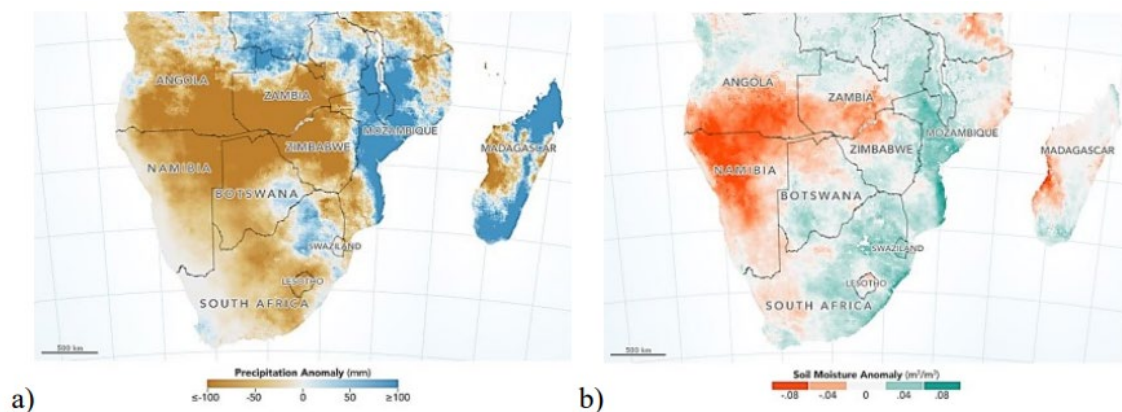 ANGOLA
ZAMBIA
MOZAMBIQUE
ZIMBABWE
MADAGASCAR
NAMIBIA
BOTSWANA
SWAZILAND
LESOTHO
SOUTH AFRICA
500 km
Precipitation Anomaly (mm)
≤-100 -50 0 50 ≥100
a)
ANGOLA
ZAMBIA
MOZAMBIQUE
ZIMBABWE
MADAGASCAR
NAMIBIA
BOTSWANA
SWAZILAND
LESOTHO
SOUTH AFRICA
500 km
Soil Moisture Anomaly (m³/m³)
-.08 -.04 0 .04 .08
b)